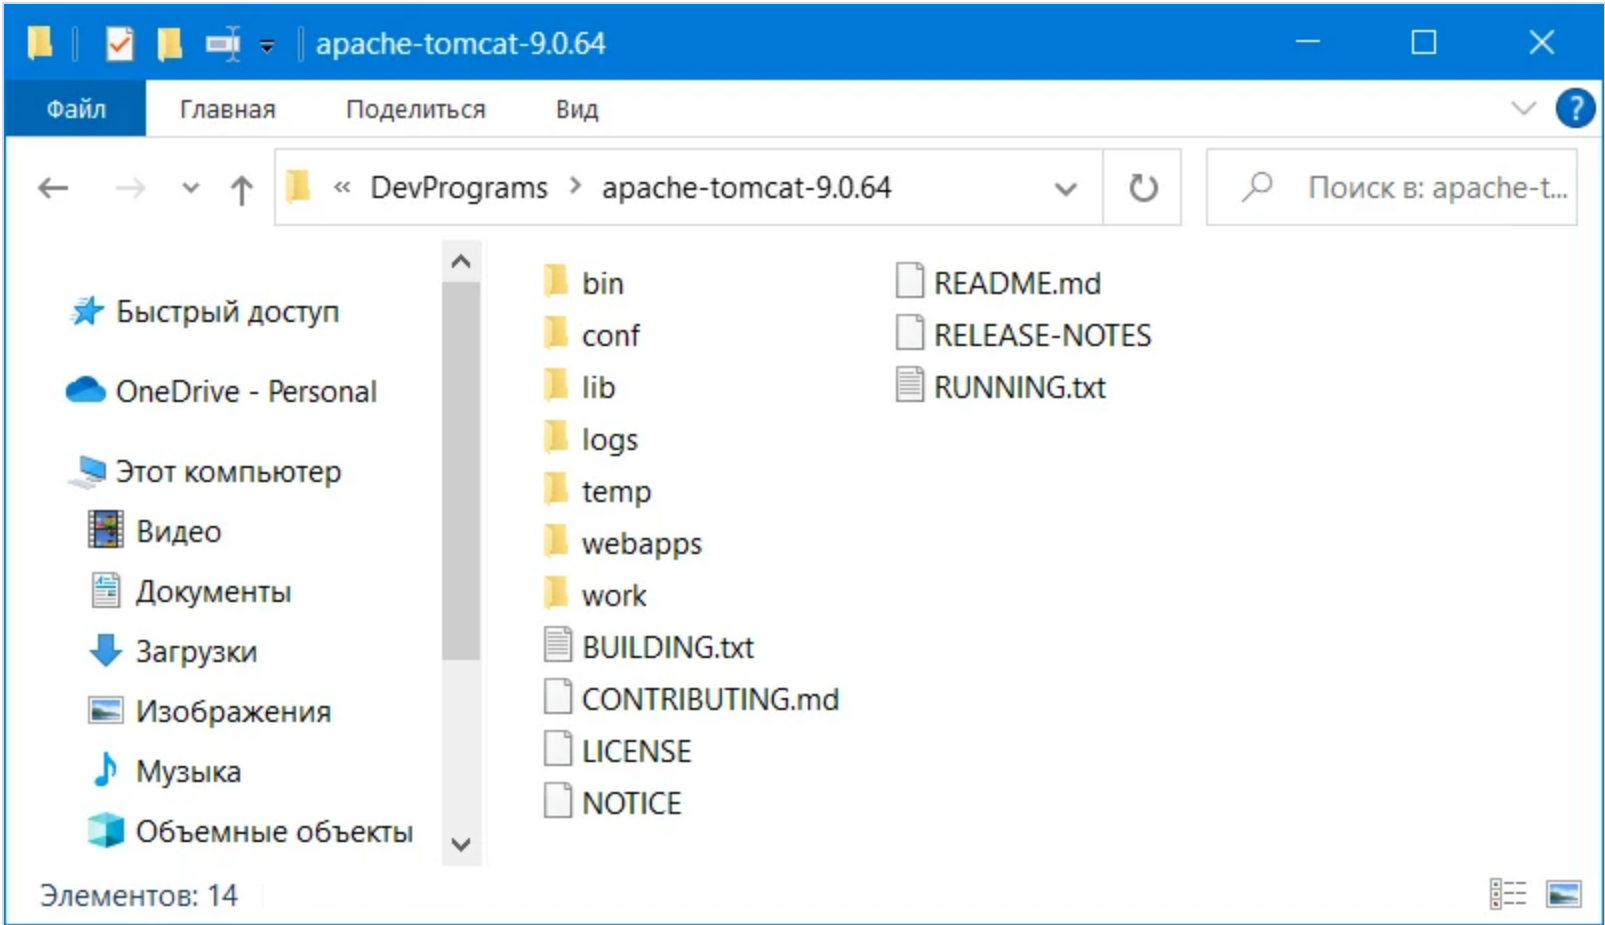 apache-tomcat-9.0.64
Файл Главная Поделиться Вид
?
« DevPrograms > apache-tomcat-9.0.64
Поиск в: apache-t...
Быстрый доступ
OneDrive - Personal
Этот компьютер
Видео
Документы
Загрузки
Изображения
Музыка
Объемные объекты
bin
conf
lib
logs
temp
webapps
work
BUILDING.txt
CONTRIBUTING.md
LICENSE
NOTICE
README.md
RELEASE-NOTES
RUNNING.txt
Элементов: 14